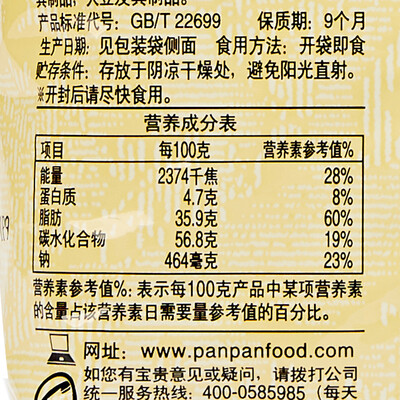 具制品、大豆及其制品。
产品标准代号：GB/T 22699 保质期：9个月
生产日期：见包装袋侧面 食用方法：开袋即食
贮存条件：存放于阴凉干燥处，避免阳光直射。
※开封后请尽快食用。
营养成分表
项目 每100克 营养素参考值%
能量 2374千焦 28%
蛋白质 4.7克 8%
脂肪 35.9克 60%
碳水化合物 56.8克 19%
钠 464毫克 23%
营养素参考值%：表示每100克产品中某项营养素
的含量占该营养素日需要量参考值的百分比。
网址：www.panpanfood.com
如您有宝贵意见或疑问，请拨打公司
统一服务热线：400-0585985（每天